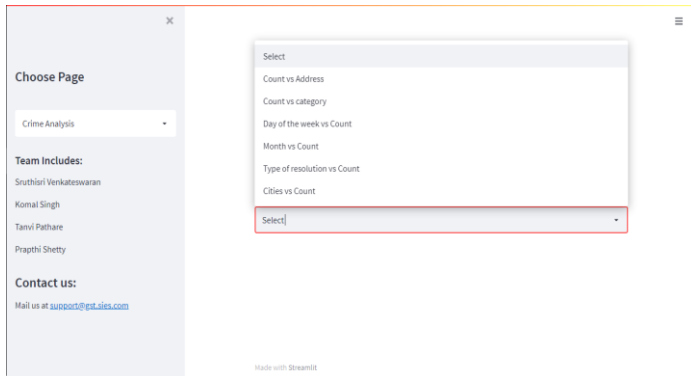 Choose Page
Crime Analysis
Team Includes:
Sruthisri Venkateswaran
Komal Singh
Tanvi Pathare
Prapthi Shetty
Contact us:
Mail us at support@gst.sies.com
Select
Count vs Address
Count vs category
Day of the week vs Count
Month vs Count
Type of resolution vs Count
Cities vs Count
Select
Made with Streamlit